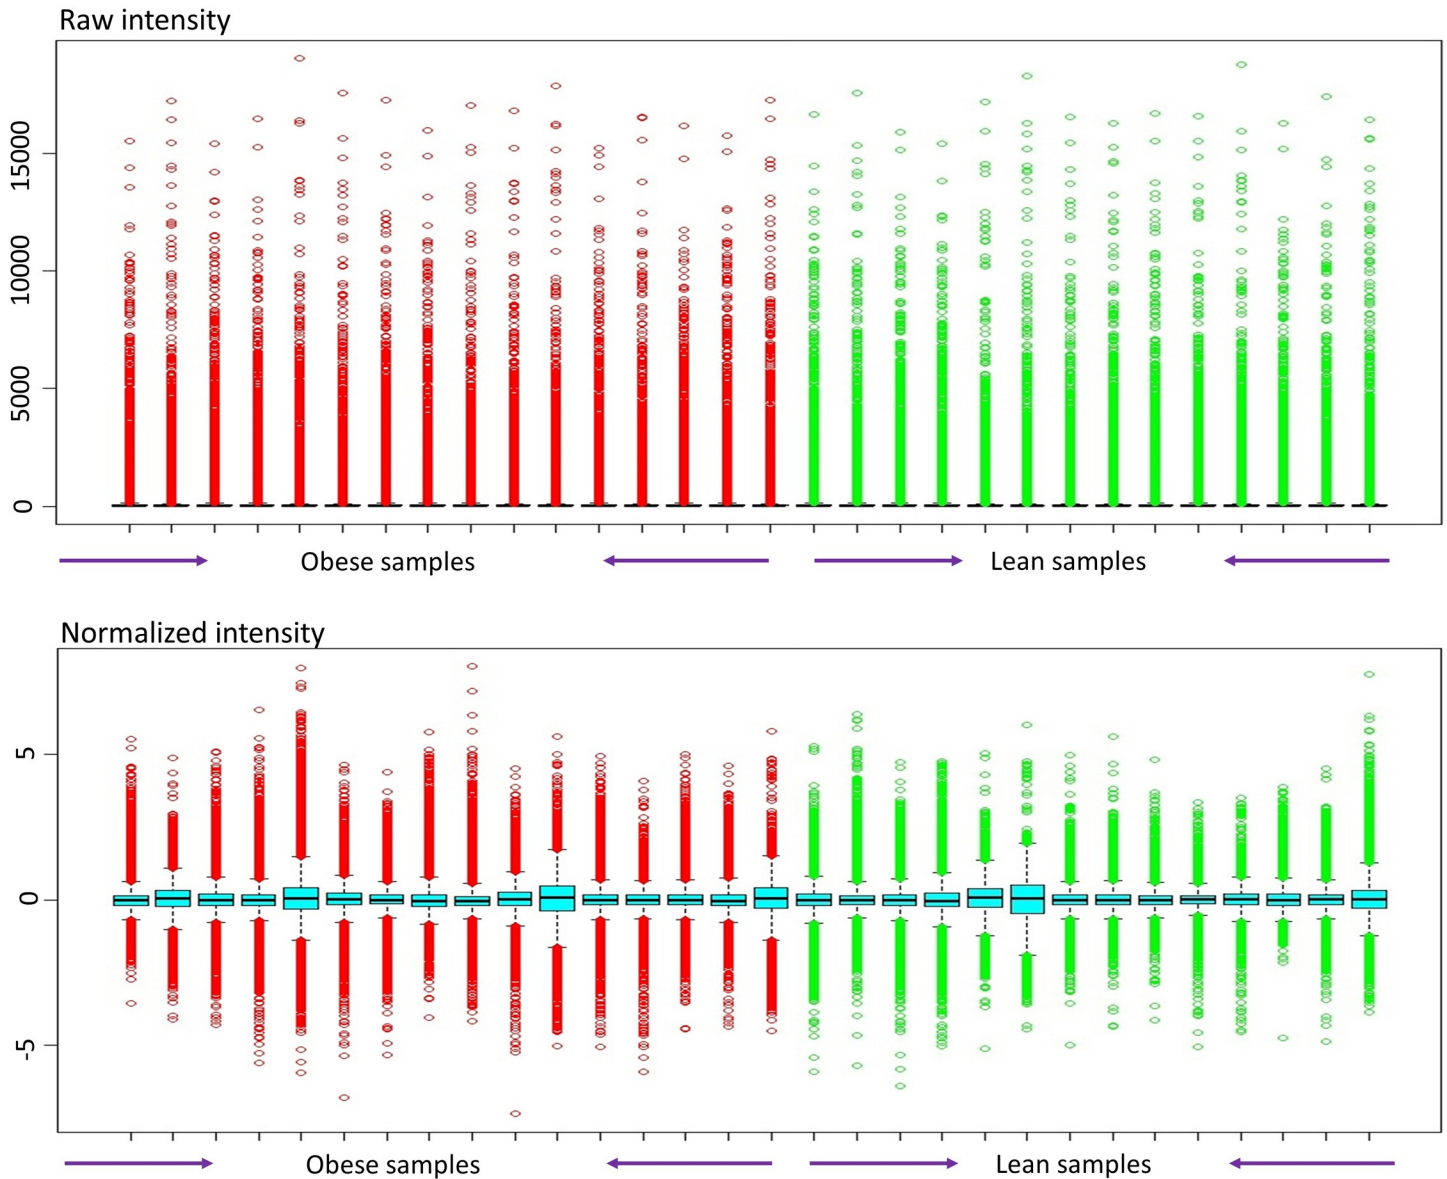 Raw intensity
15000
10000
5000
0
Obese samples
Lean samples
Normalized intensity
5
0
-5
Obese samples
Lean samples